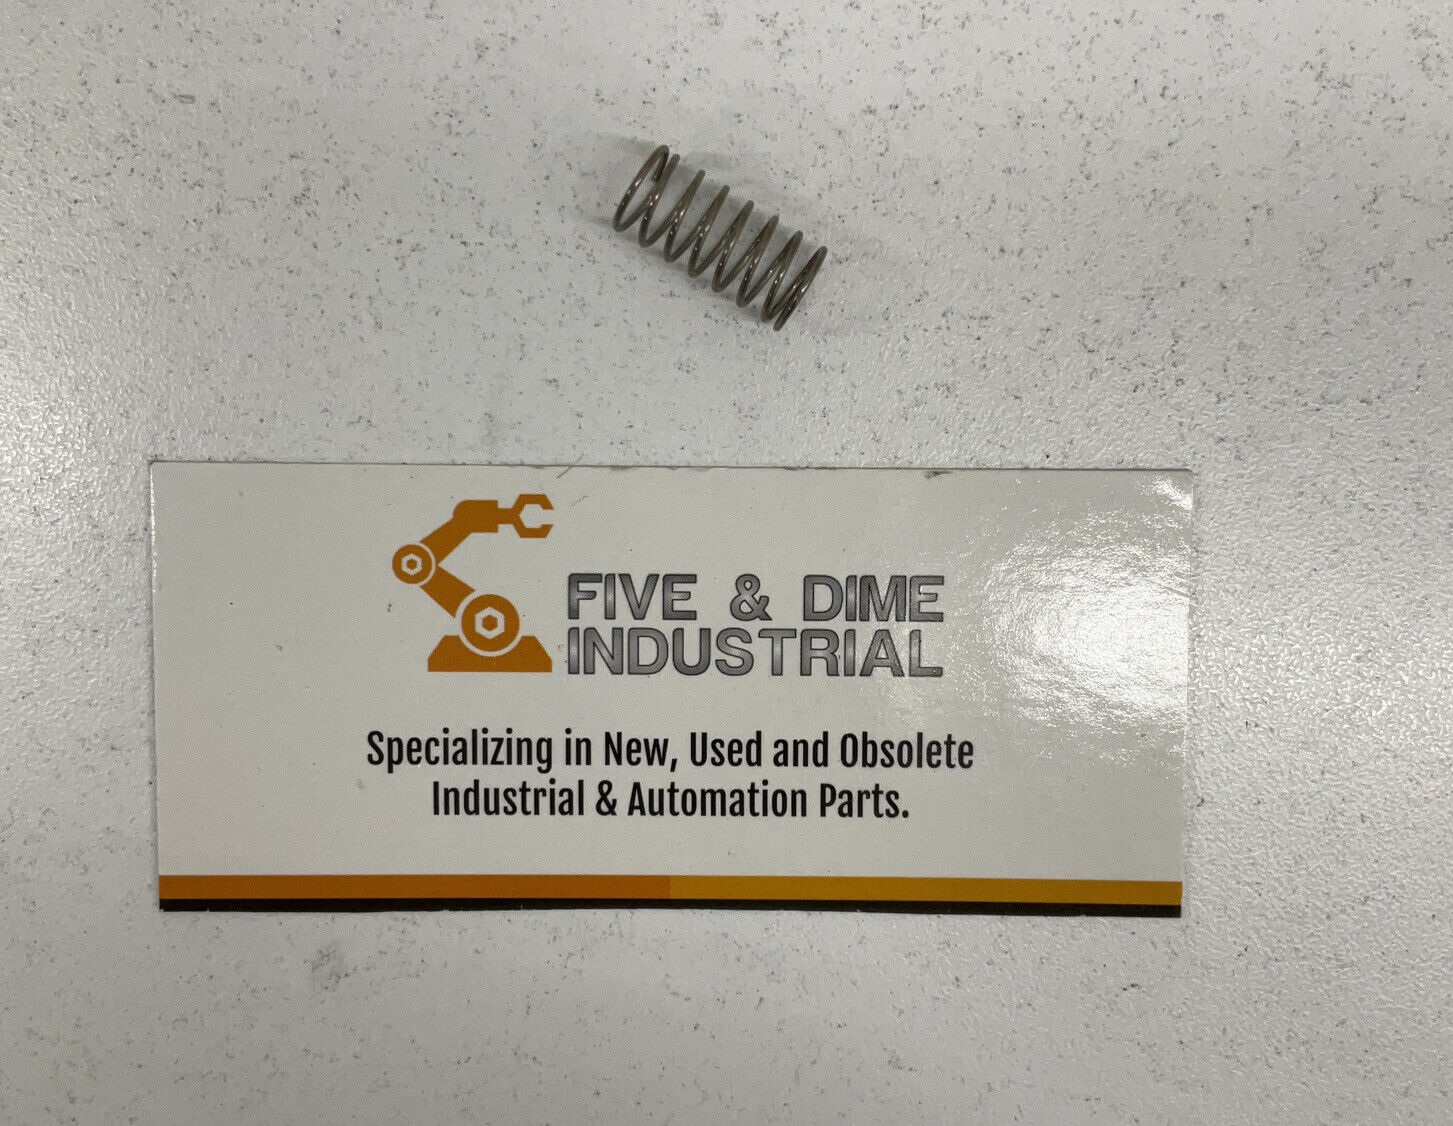 FIVE & DIME
INDUSTRIAL
Specializing in New, Used and Obsolete
Industrial & Automation Parts.